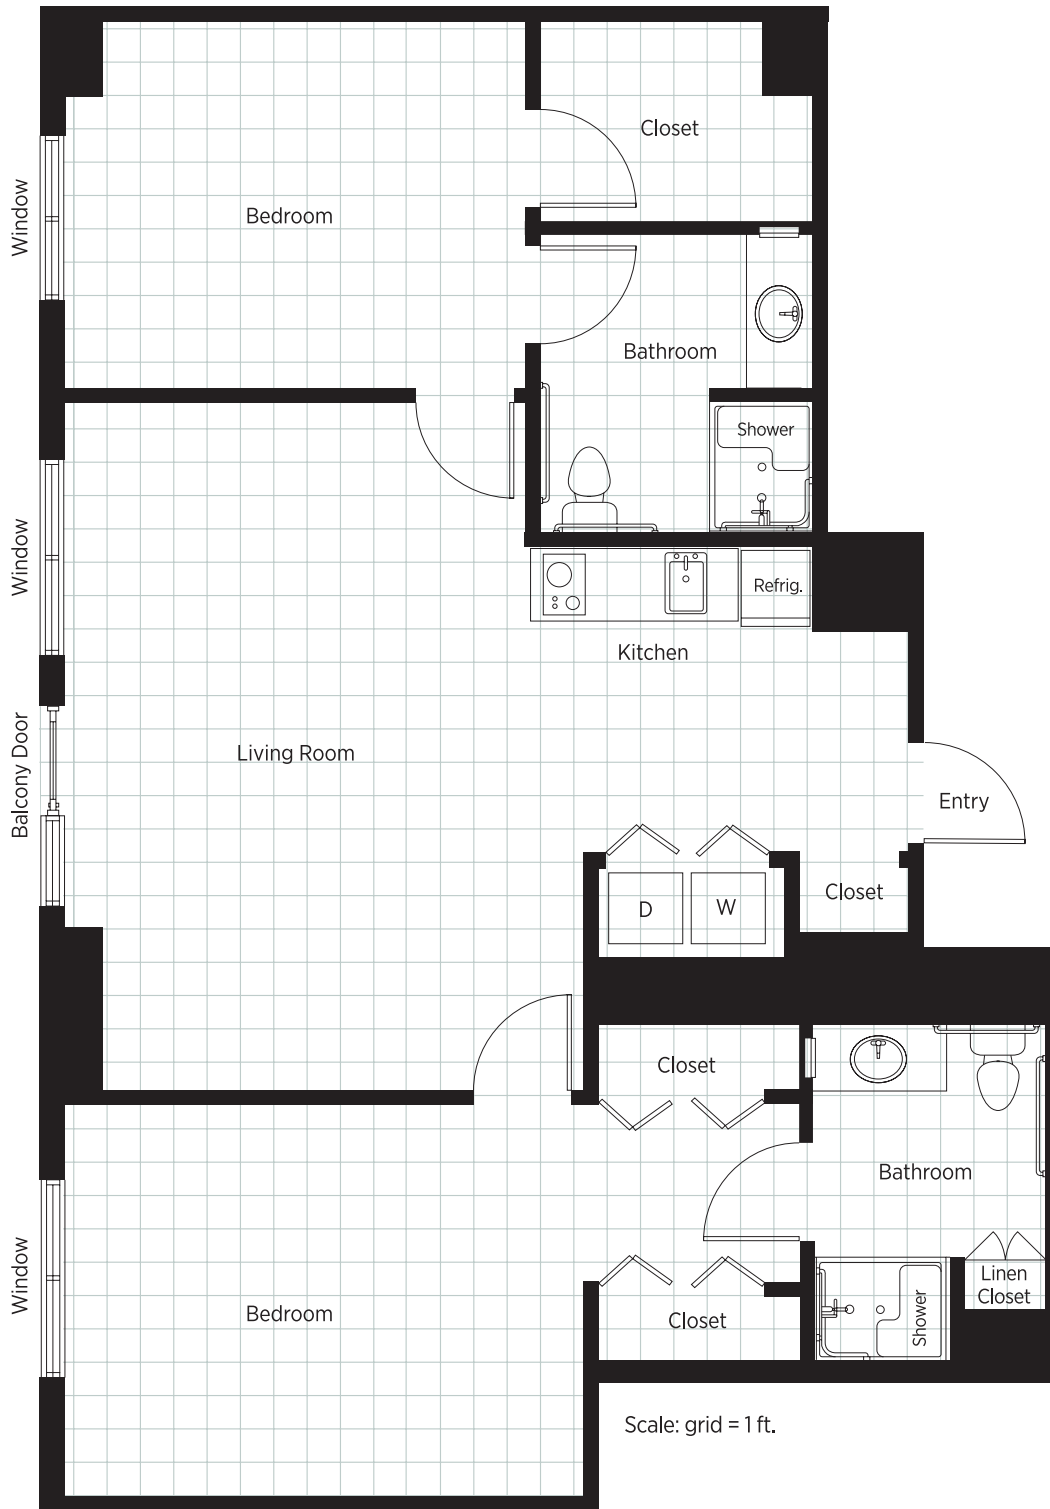 Closet
Window
Bedroom
Bathroom
Shower
Window
Refrig.
Kitchen
Balcony Door
Living Room
Entry
D
W
Closet
Closet
Bathroom
Window
Bedroom
Closet
Shower
Linen
Closet
Scale: grid = 1 ft.